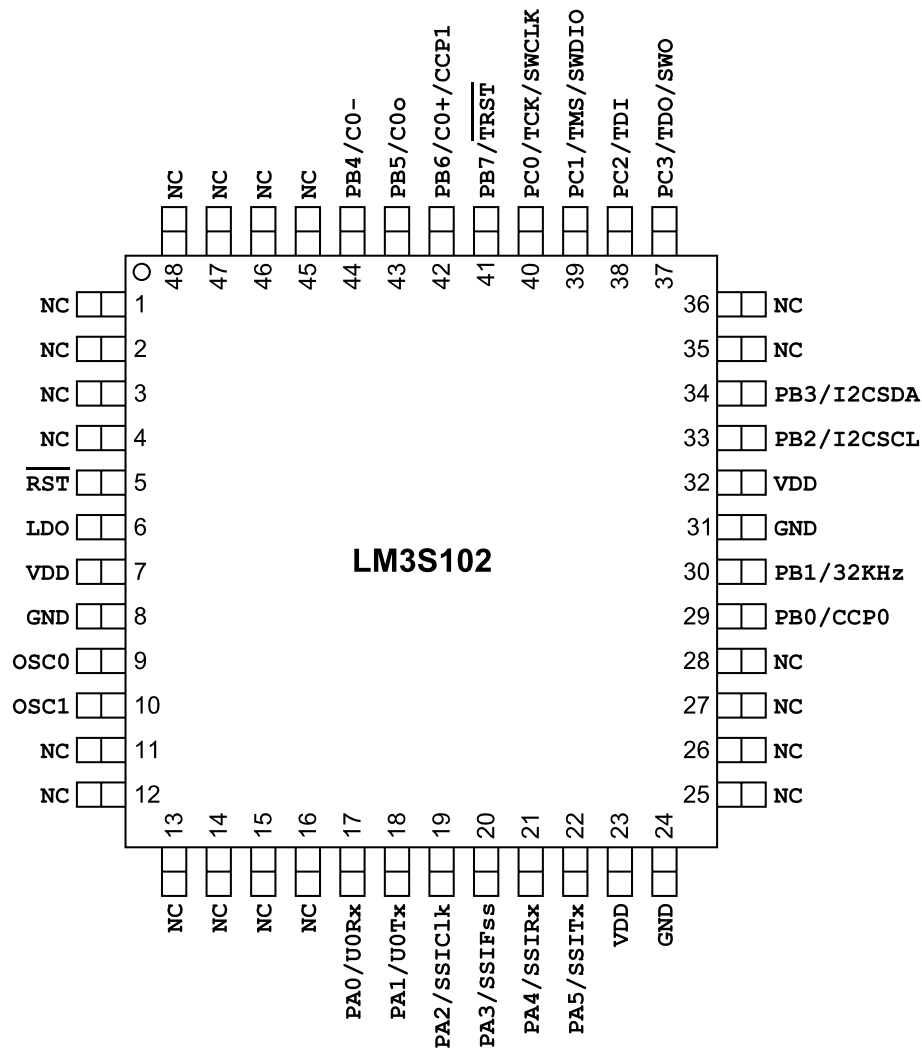 NC
NC
NC
NC
PB4/C0-
PB5/C0o
PB6/C0+/CCP1
PB7/TRST
PC0/TCK/SWCLK
PC1/TMS/SWDIO
PC2/TDI
PC3/TDO/SWO
48
47
46
45
44
43
42
41
40
39
38
37
NC 1
NC 2
NC 3
NC 4
RST 5
LDO 6
VDD 7
GND 8
OSC0 9
OSC1 10
NC 11
NC 12
LM3S102
36 NC
35 NC
34 PB3/I2CSDA
33 PB2/I2CSCL
32 VDD
31 GND
30 PB1/32KHz
29 PB0/CCP0
28 NC
27 NC
26 NC
25 NC
13
14
15
16
17
18
19
20
21
22
23
24
NC
NC
NC
NC
PA0/U0Rx
PA1/U0Tx
PA2/SSIClk
PA3/SSIFss
PA4/SSIRx
PA5/SSITx
VDD
GND